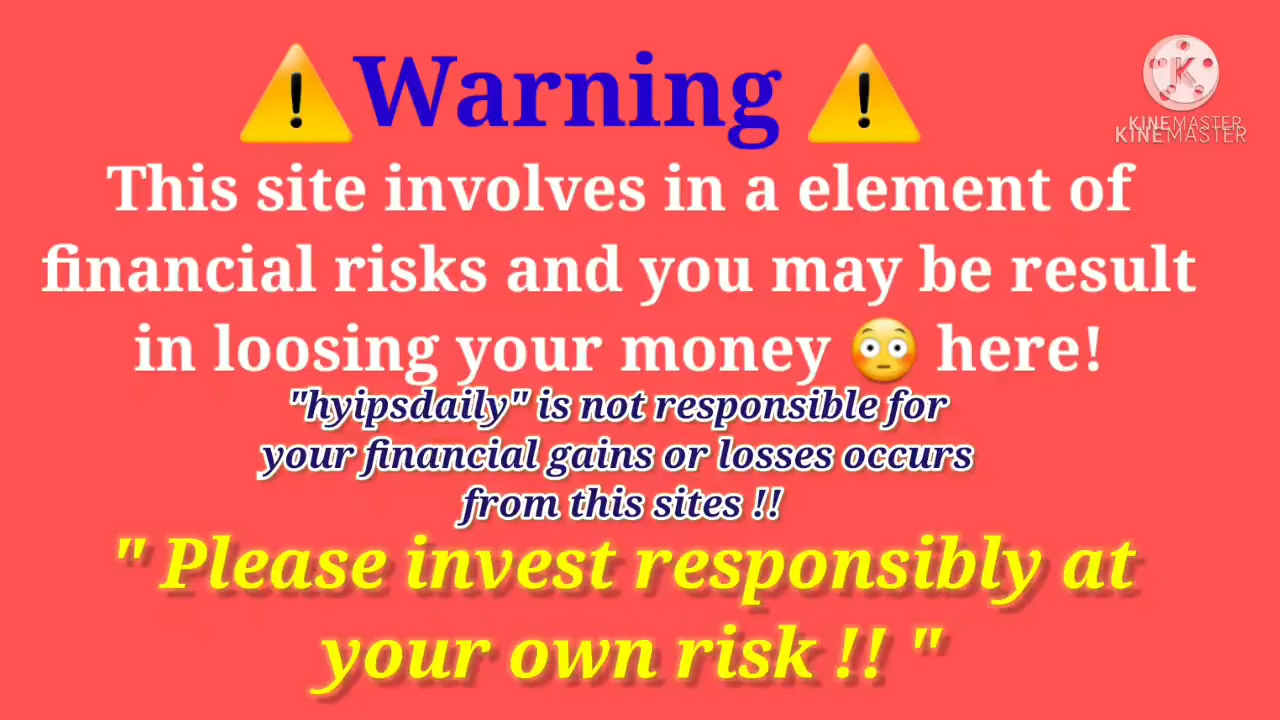 ⚠️Warning ⚠️
This site involves in a element of
financial risks and you may be result
in loosing your money 😳 here!
"hyipsdaily" is not responsible for
your financial gains or losses occurs
from this sites !!
" Please invest responsibly at
your own risk !! "
K
KINEMASTER
KINEMASTER